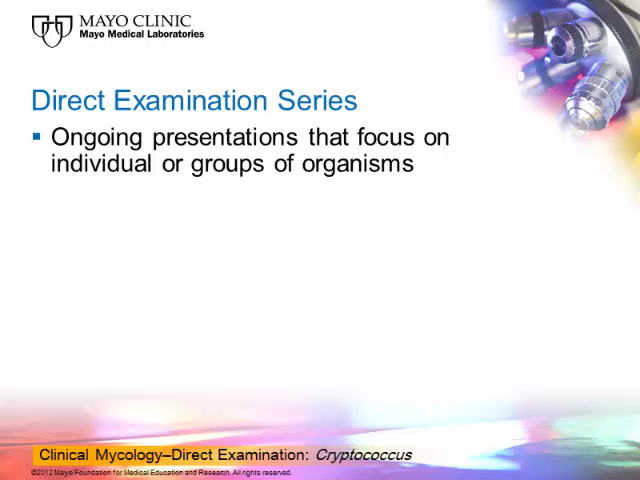 MAYO CLINIC
Mayo Medical Laboratories
Direct Examination Series
Ongoing presentations that focus on
individual or groups of organisms
Clinical Mycology–Direct Examination: Cryptococcus
©2012 Mayo Foundation for Medical Education and Research. All rights reserved.